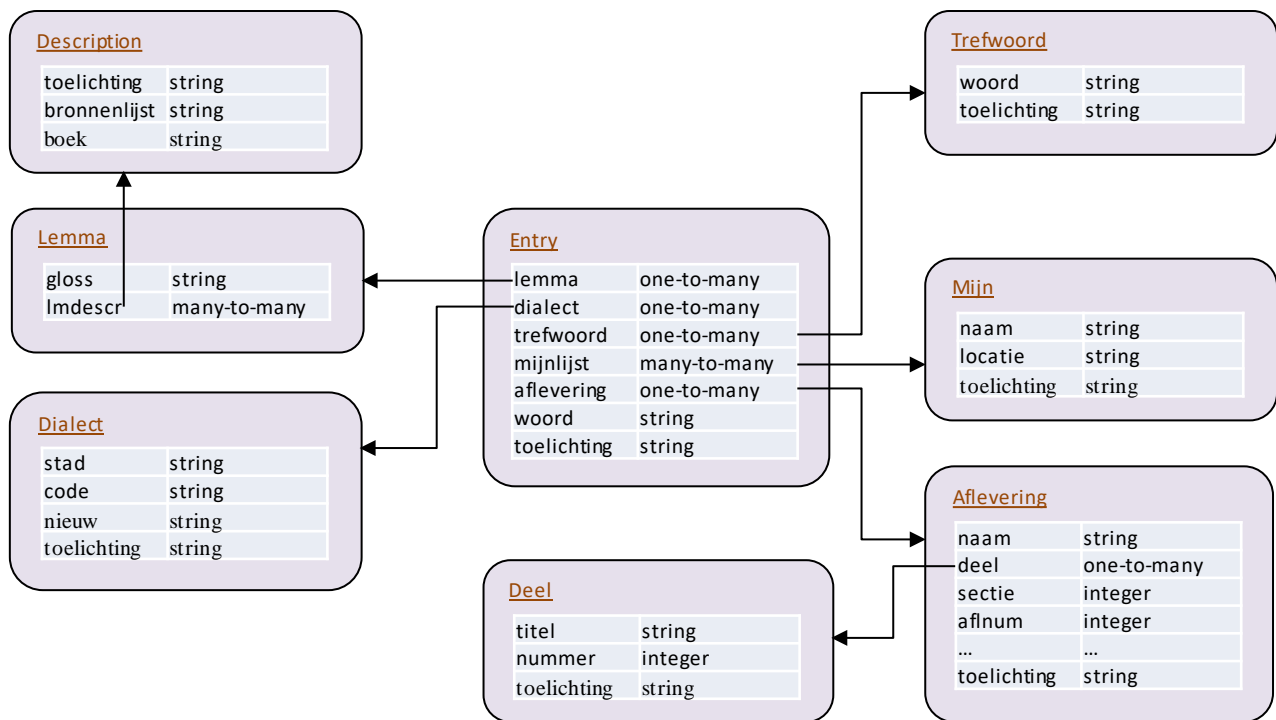 Description
toelichting string
bronnenlijst string
boek string
Lemma
gloss string
lmdescr many-to-many
Dialect
stad string
code string
nieuw string
toelichting string
Entry
lemma one-to-many
dialect one-to-many
trefwoord one-to-many
mijnlijst many-to-many
aflevering one-to-many
woord string
toelichting string
Deel
titel string
nummer integer
toelichting string
Trefwoord
woord string
toelichting string
Mijn
naam string
locatie string
toelichting string
Aflevering
naam string
deel one-to-many
sectie integer
aflnum integer
... ...
toelichting string